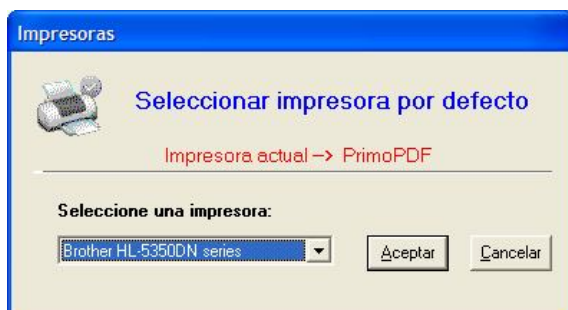 Impresoras
Seleccionar impresora por defecto
Impresora actual --> PrimoPDF
Seleccione una impresora:
Brother HL-5350DN series
Aceptar
Cancelar